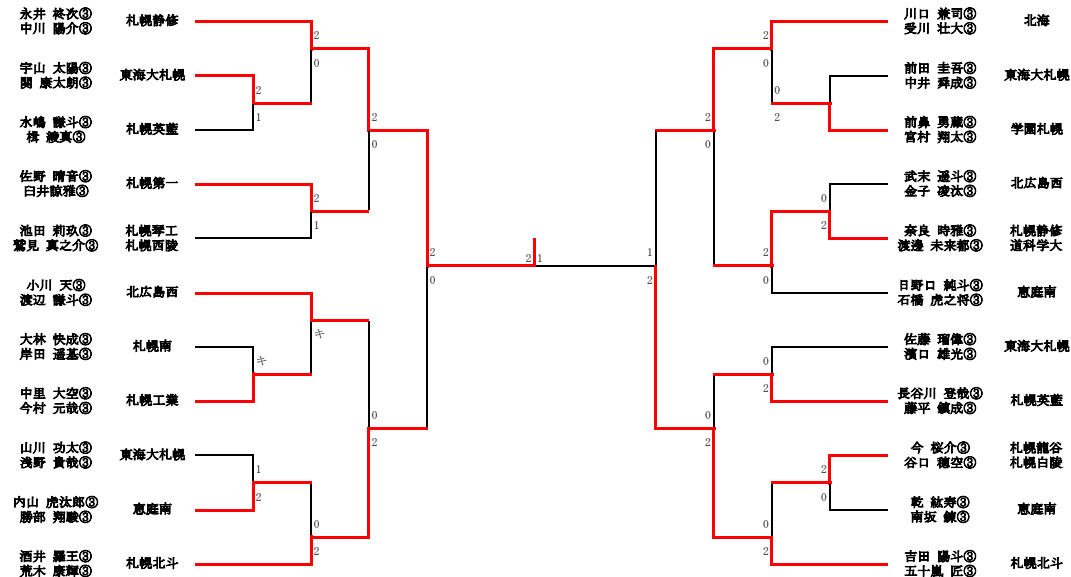 永井 柊次③
中川 陽介③
札幌静修
宇山 太陽③
関 康太朗③
東海大札幌
水嶋 謙斗③
楫 綾真③
札幌英藍
佐野 晴音③
臼井諒雅③
札幌第一
池田 莉玖③
鷲見 真之介③
札幌琴工
札幌西陵
小川 天③
渡辺 謙斗③
北広島西
大林 快成③
岸田 遥基③
札幌南
中里 大空③
今村 元哉③
札幌工業
山川 功太③
浅野 貴哉③
東海大札幌
内山 虎汰郎③
勝部 翔駿③
恵庭南
酒井 羅王③
荒木 康輝③
札幌北斗
2
0
2
1
2
0
2
1
キ
キ
0
2
1
2
0
2
2
0
2 1
1
2
2
0
0
2
2
0
0
2
2
0
0
2
0
2
2
0
0
2
川口 兼司③
受川 壮大③
北海
前田 圭吾③
中井 舜成③
東海大札幌
前鼻 勇蔵③
宮村 翔太③
学園札幌
武末 遥斗③
金子 凌汰③
北広島西
奈良 時雅③
渡邊 未来都③
札幌静修
道科学大
日野口 純斗③
石橋 虎之将③
恵庭南
佐藤 瑠偉③
濱口 雄光③
東海大札幌
長谷川 登哉③
藤平 鎮成③
札幌英藍
今 桜介③
谷口 穂空③
札幌龍谷
札幌白陵
乾 紘寿③
南坂 錬③
恵庭南
吉田 陽斗③
五十嵐 匠③
札幌北斗